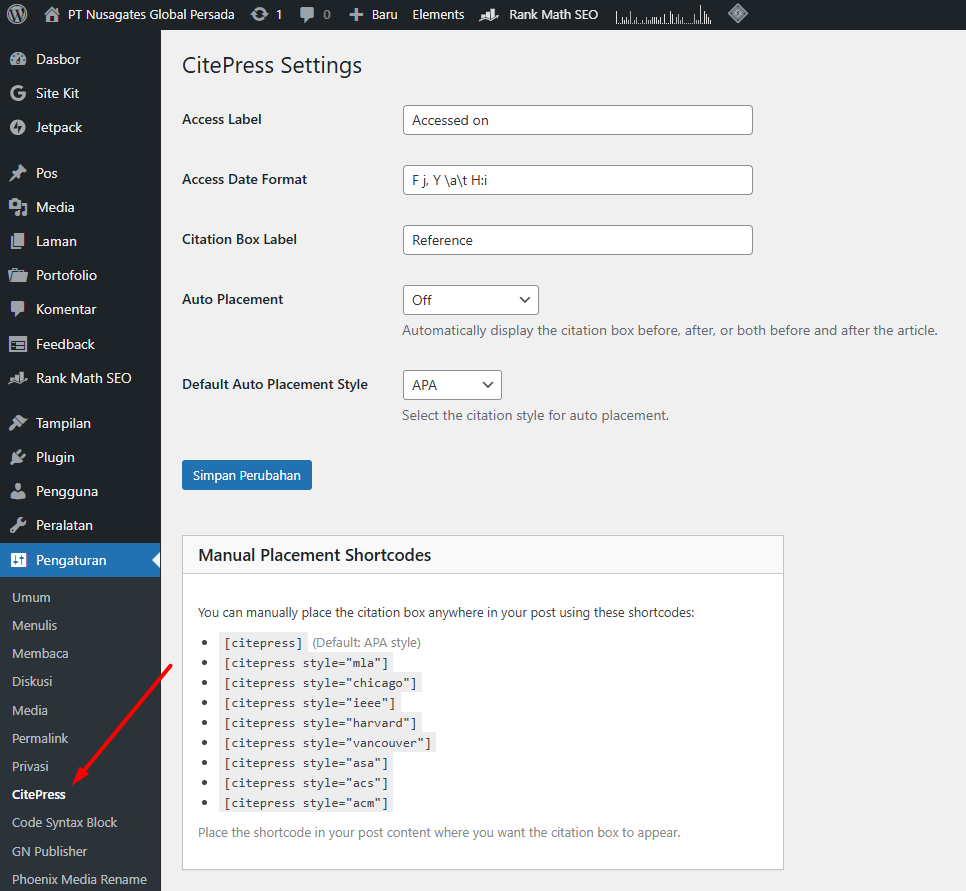 PT Nusagates Global Persada 1 0 Baru Elements Rank Math SEO
Dasbor
Site Kit
Jetpack
Pos
Media
Laman
Portofolio
Komentar
Feedback
Rank Math SEO
Tampilan
Plugin
Pengguna
Peralatan
Pengaturan
Umum
Menulis
Membaca
Diskusi
Media
Permalink
Privasi
CitePress
Code Syntax Block
GN Publisher
Phoenix Media Rename
CitePress Settings
Access Label
Accessed on
Access Date Format
F j, Y \a\t H:i
Citation Box Label
Reference
Auto Placement
Off
Automatically display the citation box before, after, or both before and after the article.
Default Auto Placement Style
APA
Select the citation style for auto placement.
Simpan Perubahan
Manual Placement Shortcodes
You can manually place the citation box anywhere in your post using these shortcodes:
[citepress] (Default: APA style)
[citepress style="mla"]
[citepress style="chicago"]
[citepress style="ieee"]
[citepress style="harvard"]
[citepress style="vancouver"]
[citepress style="asa"]
[citepress style="acs"]
[citepress style="acm"]
Place the shortcode in your post content where you want the citation box to appear.